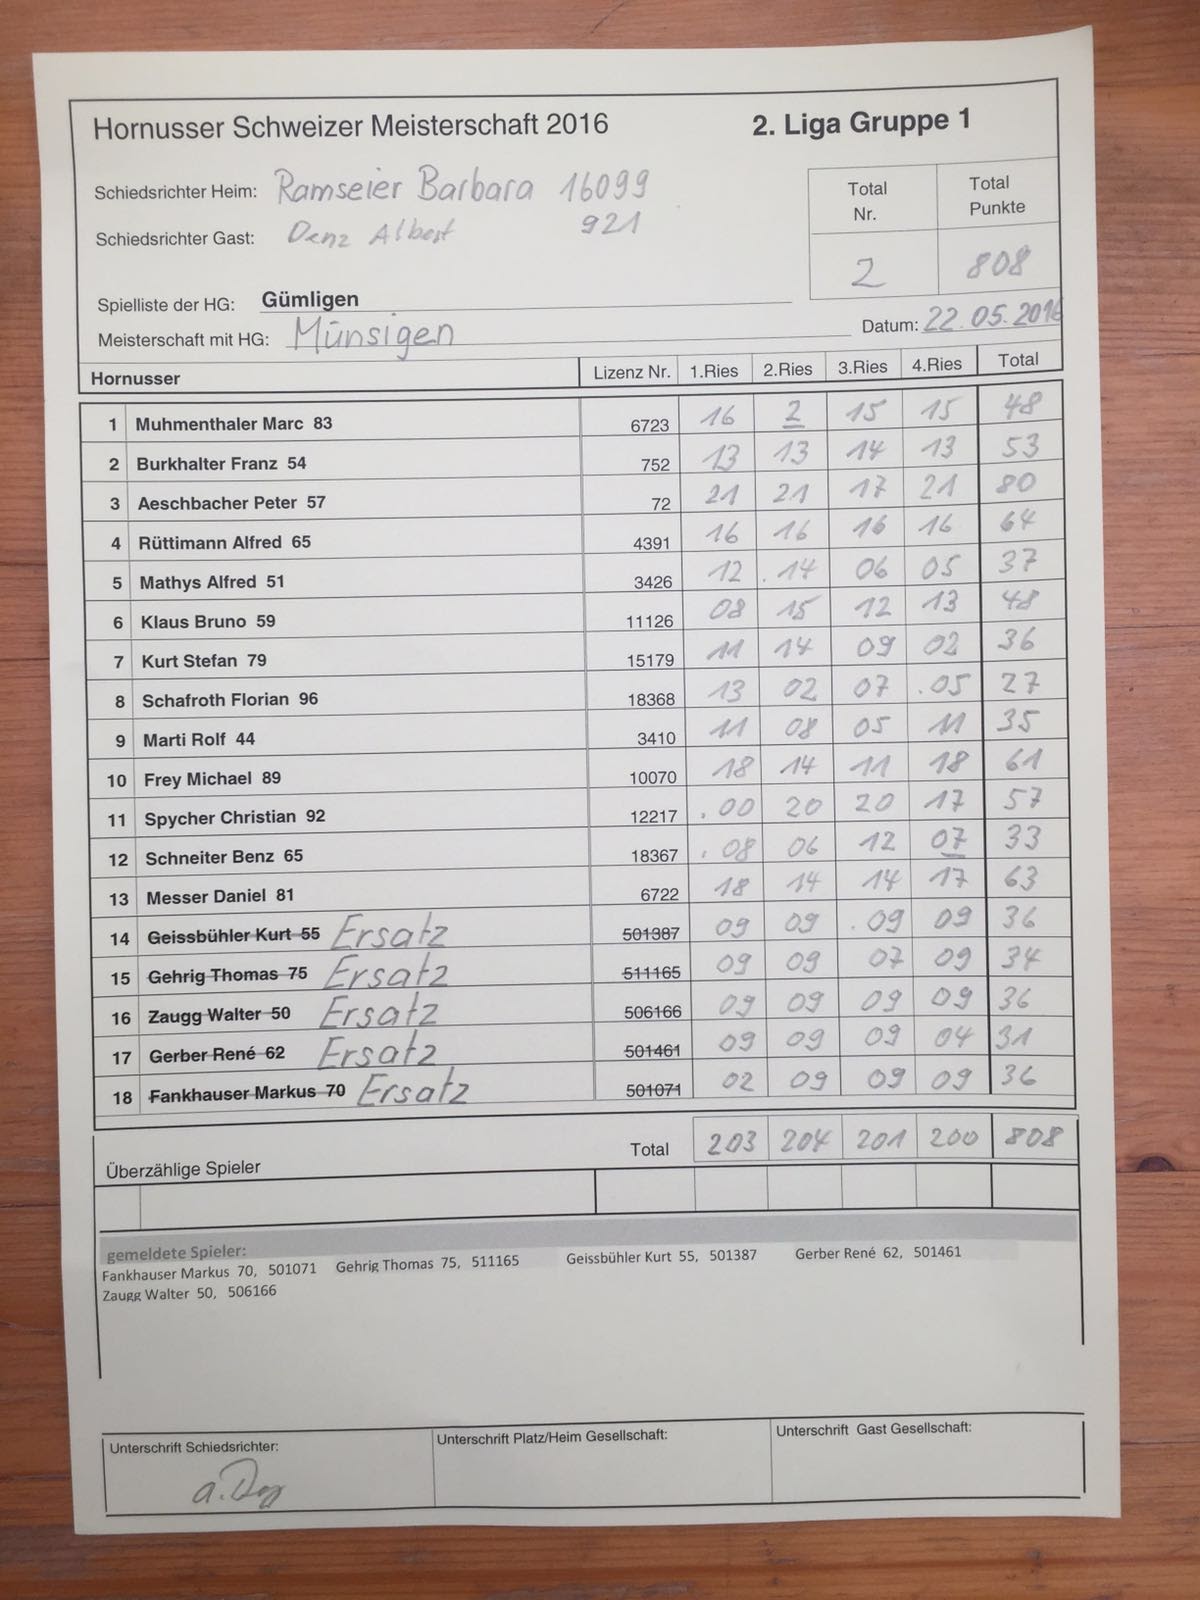 Hornusser Schweizer Meisterschaft 2016 2. Liga Gruppe 1
Schiedsrichter Heim: Ramseier Barbara 16099
Schiedsrichter Gast: Denz Albert 921
Total Nr. Total Punkte
2 808
Spielliste der HG: Gümligen
Meisterschaft mit HG: Münsigen Datum: 22.05.2016
Hornusser Lizenz Nr. 1.Ries 2.Ries 3.Ries 4.Ries Total
1 Muhmenthaler Marc 83 6723 16 2 15 15 48
2 Burkhalter Franz 54 752 13 13 14 13 53
3 Aeschbacher Peter 57 72 21 21 17 21 80
4 Rüttimann Alfred 65 4391 16 16 16 16 64
5 Mathys Alfred 51 3426 12 .14 06 05 37
6 Klaus Bruno 59 11126 08 15 12 13 48
7 Kurt Stefan 79 15179 11 14 09 02 36
8 Schafroth Florian 96 18368 13 02 07 .05 27
9 Marti Rolf 44 3410 11 08 05 11 35
10 Frey Michael 89 10070 18 14 11 18 61
11 Spycher Christian 92 12217 .00 20 20 17 57
12 Schneiter Benz 65 18367 .08 06 12 07 33
13 Messer Daniel 81 6722 18 14 14 17 63
14 Geissbühler Kurt 55 Ersatz 501387 09 09 .09 09 36
15 Gehrig Thomas 75 Ersatz 511165 09 09 07 09 34
16 Zaugg Walter 50 Ersatz 506166 09 09 09 09 36
17 Gerber René 62 Ersatz 501461 09 09 09 04 31
18 Fankhauser Markus 70 Ersatz 501071 02 09 09 09 36
Total 203 204 201 200 808
Überzählige Spieler
gemeldete Spieler:
Fankhauser Markus 70, 501071 Gehrig Thomas 75, 511165 Geissbühler Kurt 55, 501387 Gerber René 62, 501461
Zaugg Walter 50, 506166
Unterschrift Schiedsrichter: Unterschrift Platz/Heim Gesellschaft: Unterschrift Gast Gesellschaft: